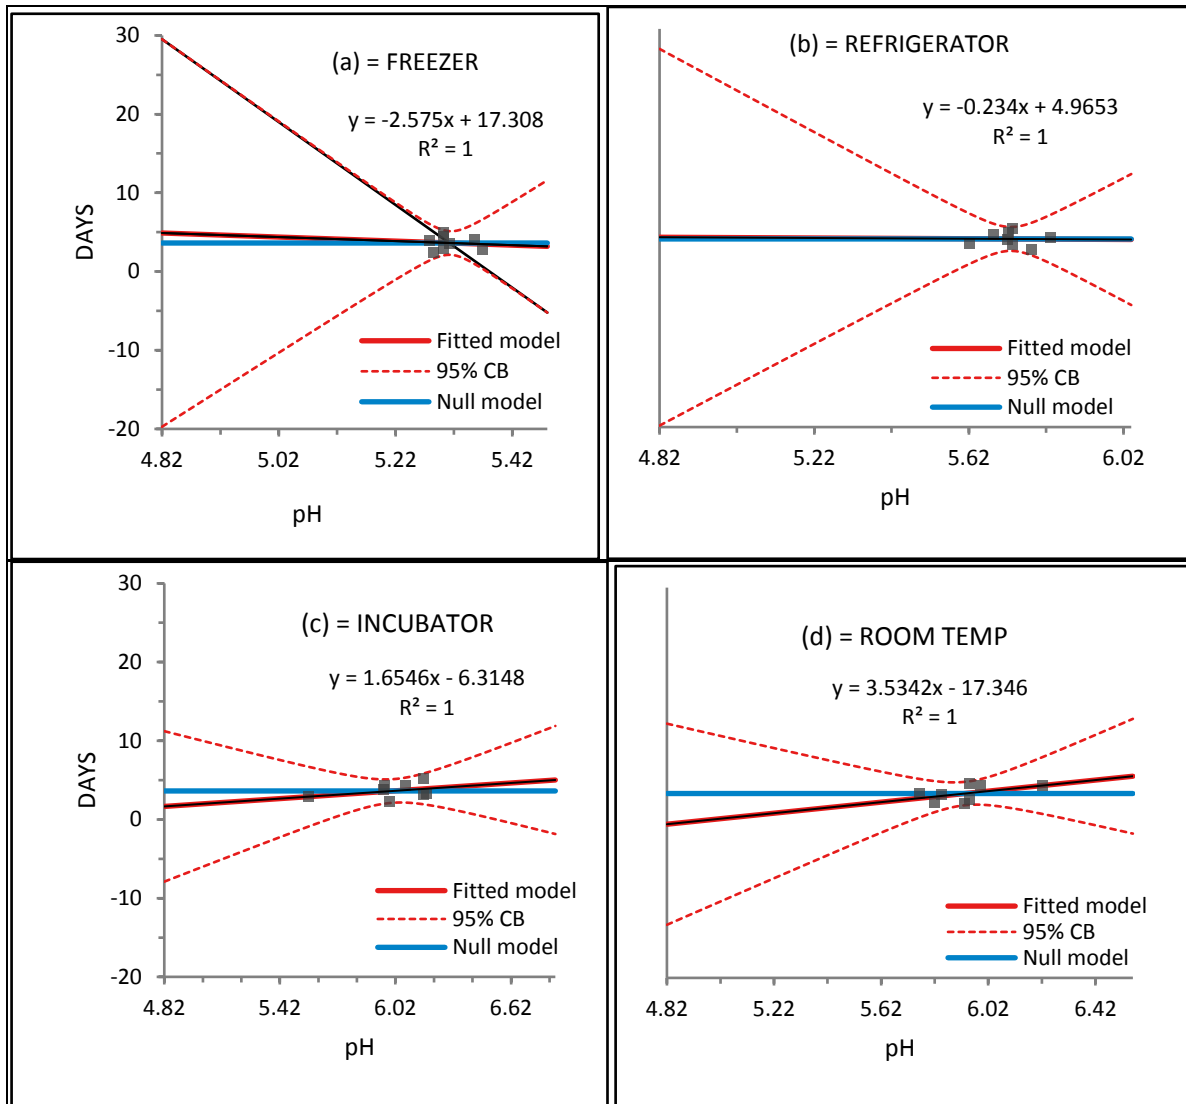 (a) = FREEZER
y = -2.575x + 17.308
R² = 1
30
20
10
0
-10
-20
DAYS
Fitted model
95% CB
Null model
4.82 5.02 5.22 5.42
pH
(b) = REFRIGERATOR
y = -0.234x + 4.9653
R² = 1
Fitted model
95% CB
Null model
4.82 5.22 5.62 6.02
pH
(c) = INCUBATOR
y = 1.6546x - 6.3148
R² = 1
30
20
10
0
-10
-20
DAYS
Fitted model
95% CB
Null model
4.82 5.42 6.02 6.62
pH
(d) = ROOM TEMP
y = 3.5342x - 17.346
R² = 1
Fitted model
95% CB
Null model
4.82 5.22 5.62 6.02 6.42
pH